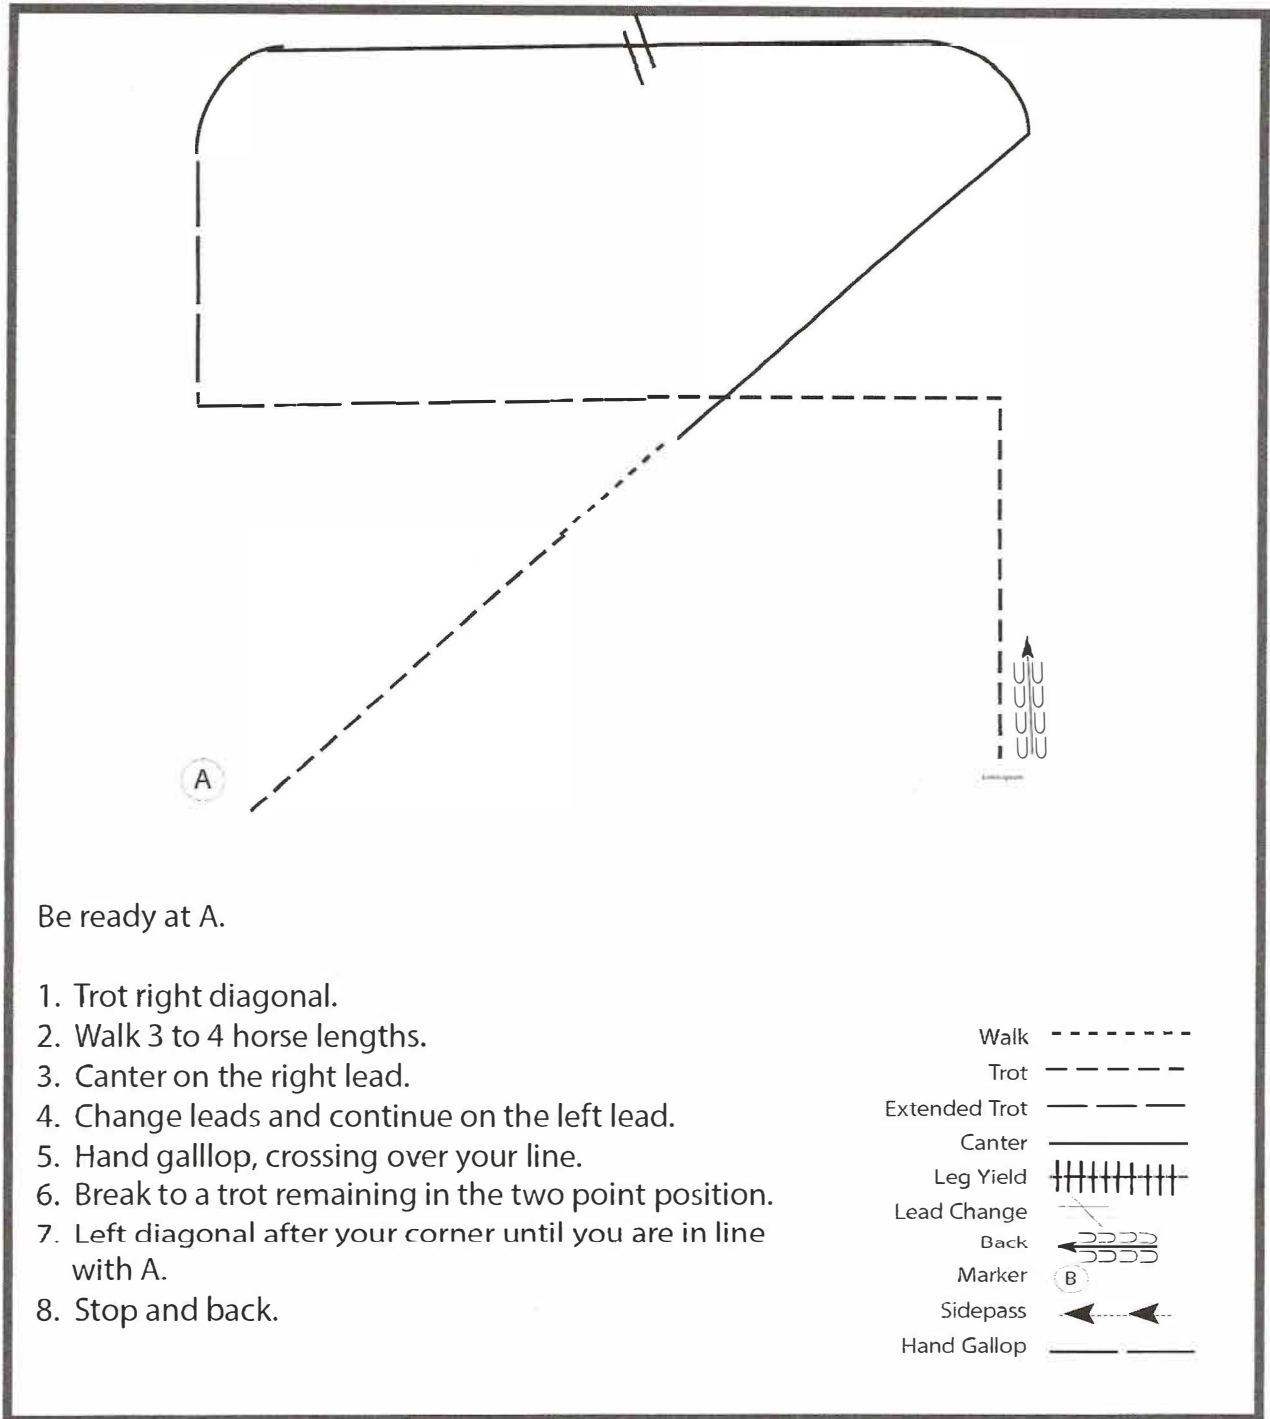 A
Be ready at A.
1. Trot right diagonal.
2. Walk 3 to 4 horse lengths.
3. Canter on the right lead.
4. Change leads and continue on the left lead.
5. Hand galllop, crossing over your line.
6. Break to a trot remaining in the two point position.
7. Left diagonal after your corner until you are in line
with A.
8. Stop and back.
Walk
Trot
Extended Trot
Canter
Leg Yield
Lead Change
Back
Marker B
Sidepass
Hand Gallop